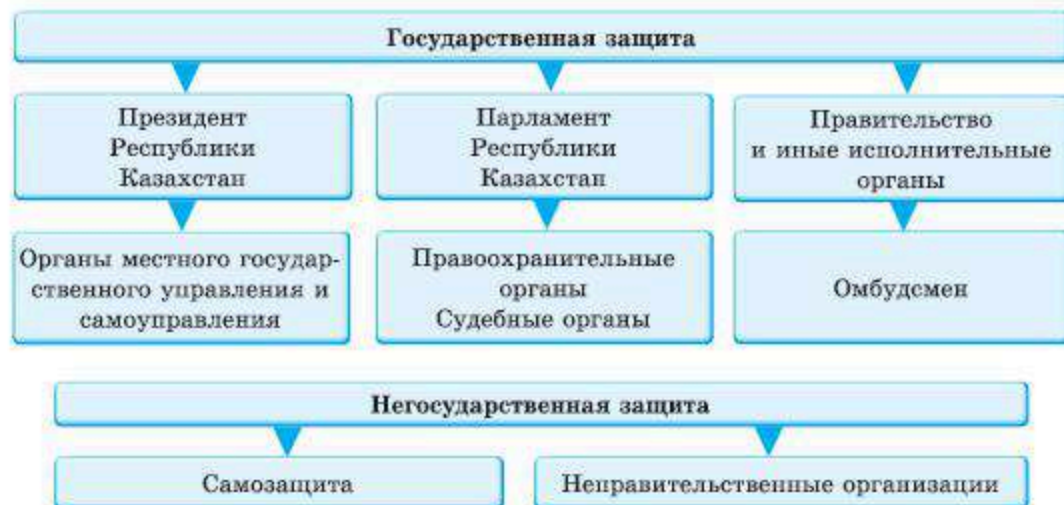 Государственная защита
Президент
Республики
Казахстан
Парламент
Республики
Казахстан
Правительство
и иные исполнительные
органы
Органы местного государ-
ственного управления и
самоуправления
Правоохранительные
органы
Судебные органы
Омбудсмен
Негосударственная защита
Самозащита
Неправительственные организации